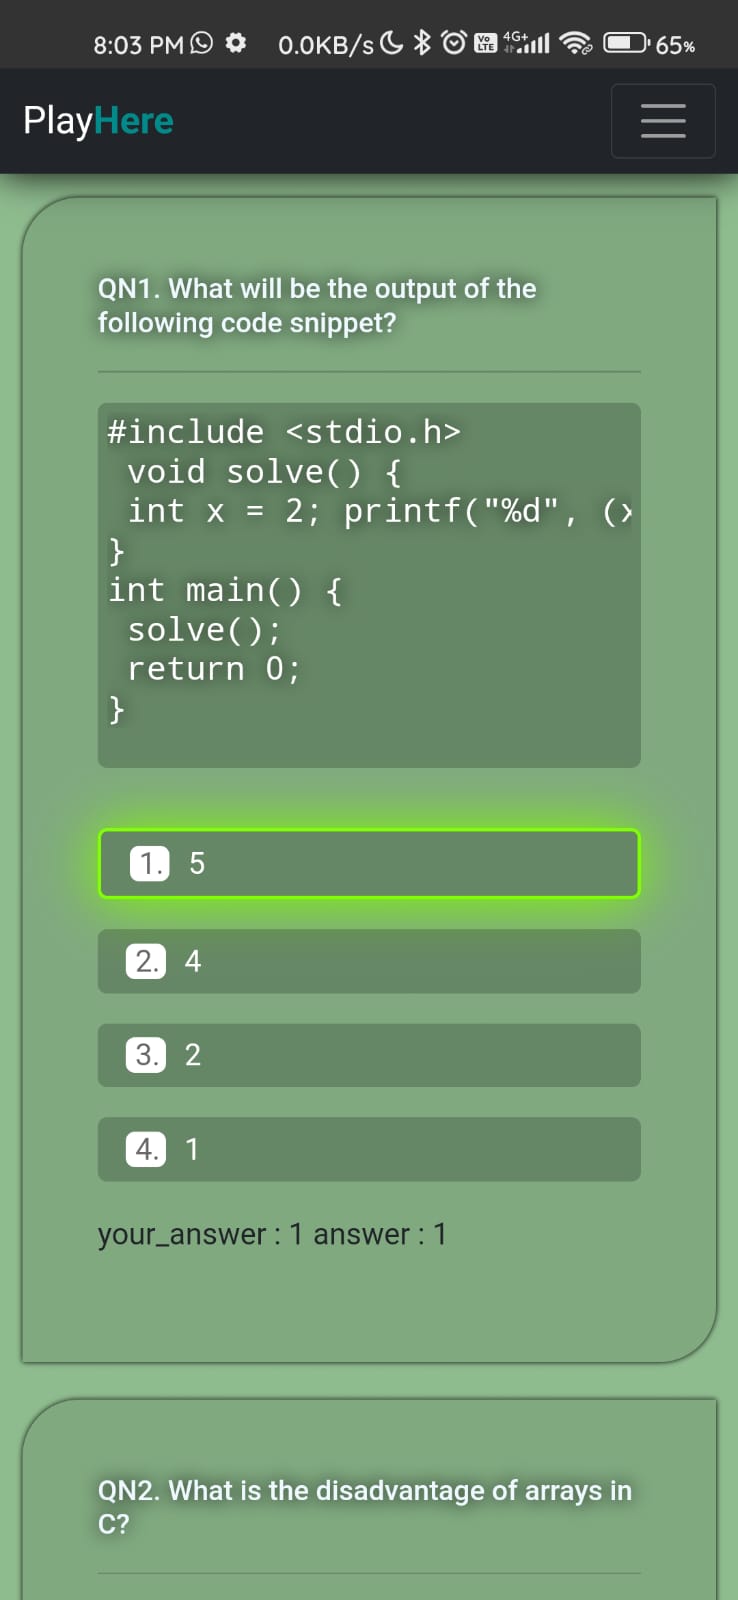 8:03 PM 0.0KB/s Vo LTE 4G+ 65%
PlayHere
QN1. What will be the output of the
following code snippet?
#include <stdio.h>
void solve() {
int x = 2; printf("%d", (x
}
int main() {
solve();
return 0;
}
1. 5
2. 4
3. 2
4. 1
your_answer : 1 answer : 1
QN2. What is the disadvantage of arrays in
C?